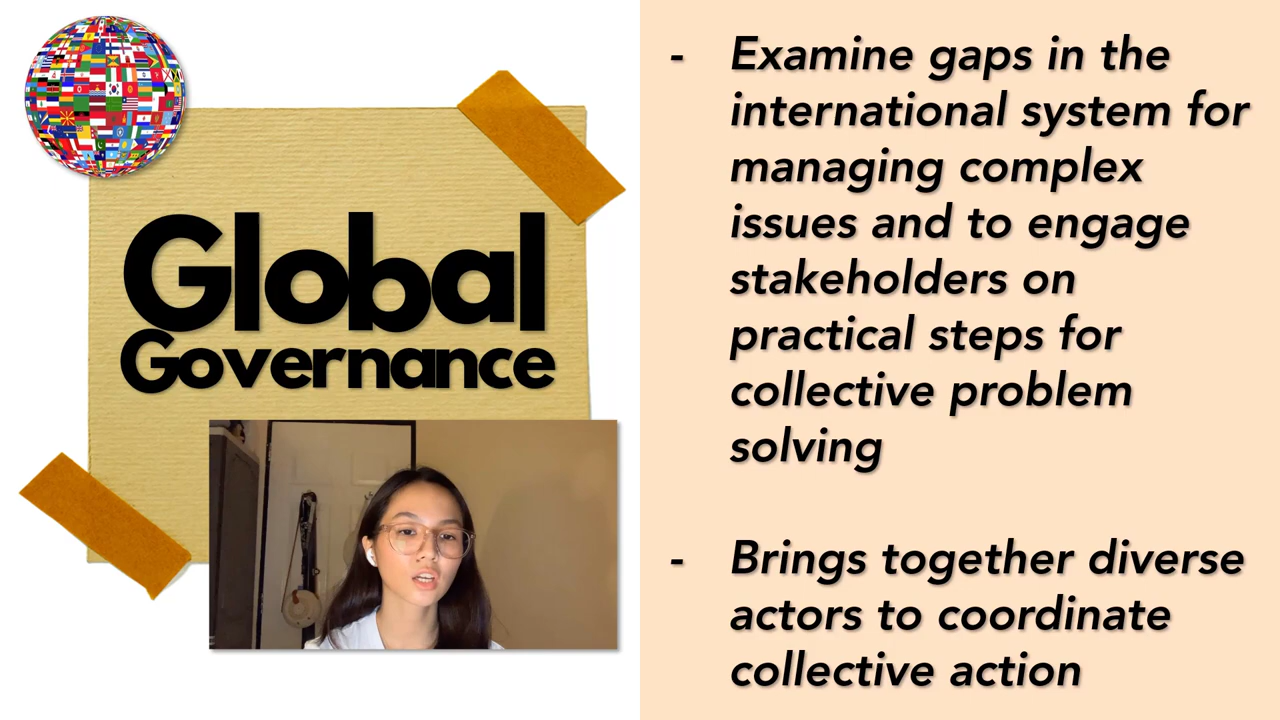 Global
Governance
- Examine gaps in the
international system for
managing complex
issues and to engage
stakeholders on
practical steps for
collective problem
solving
- Brings together diverse
actors to coordinate
collective action